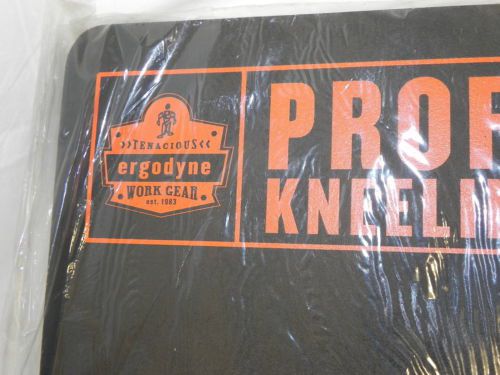 »TENACIOUS«
ergodyne
WORK GEAR
est. 1983
PROF
KNEELI